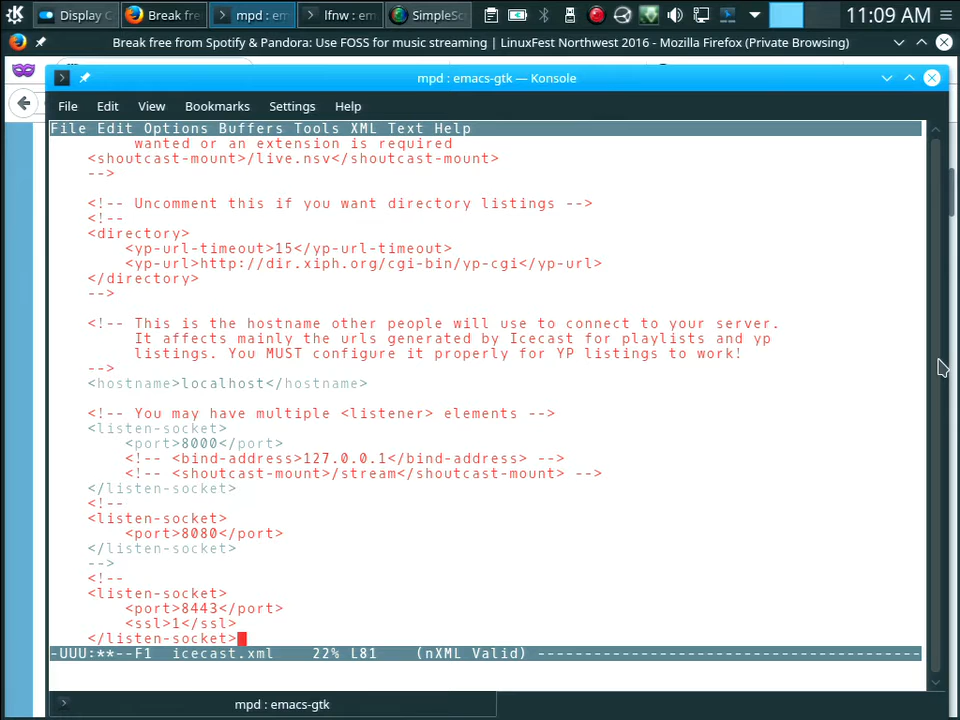 Display C
Break fre
mpd : em
lfnw : em
SimpleSc
11:09 AM
Break free from Spotify & Pandora: Use FOSS for music streaming | LinuxFest Northwest 2016 - Mozilla Firefox (Private Browsing)
mpd : emacs-gtk — Konsole
File Edit View Bookmarks Settings Help
File Edit Options Buffers Tools XML Text Help
wanted or an extension is required
<shoutcast-mount>/live.nsv</shoutcast-mount>
-->
<!-- Uncomment this if you want directory listings -->
<!--
<directory>
<yp-url-timeout>15</yp-url-timeout>
<yp-url>http://dir.xiph.org/cgi-bin/yp-cgi</yp-url>
</directory>
-->
<!-- This is the hostname other people will use to connect to your server.
It affects mainly the urls generated by Icecast for playlists and yp
listings. You MUST configure it properly for YP listings to work!
-->
<hostname>localhost</hostname>
<!-- You may have multiple <listener> elements -->
<listen-socket>
<port>8000</port>
<!-- <bind-address>127.0.0.1</bind-address> -->
<!-- <shoutcast-mount>/stream</shoutcast-mount> -->
</listen-socket>
<!--
<listen-socket>
<port>8080</port>
</listen-socket>
-->
<!--
<listen-socket>
<port>8443</port>
<ssl>1</ssl>
</listen-socket>
-UUU:**--F1 icecast.xml 22% L81 (nXML Valid) -----------------------------------------
mpd : emacs-gtk